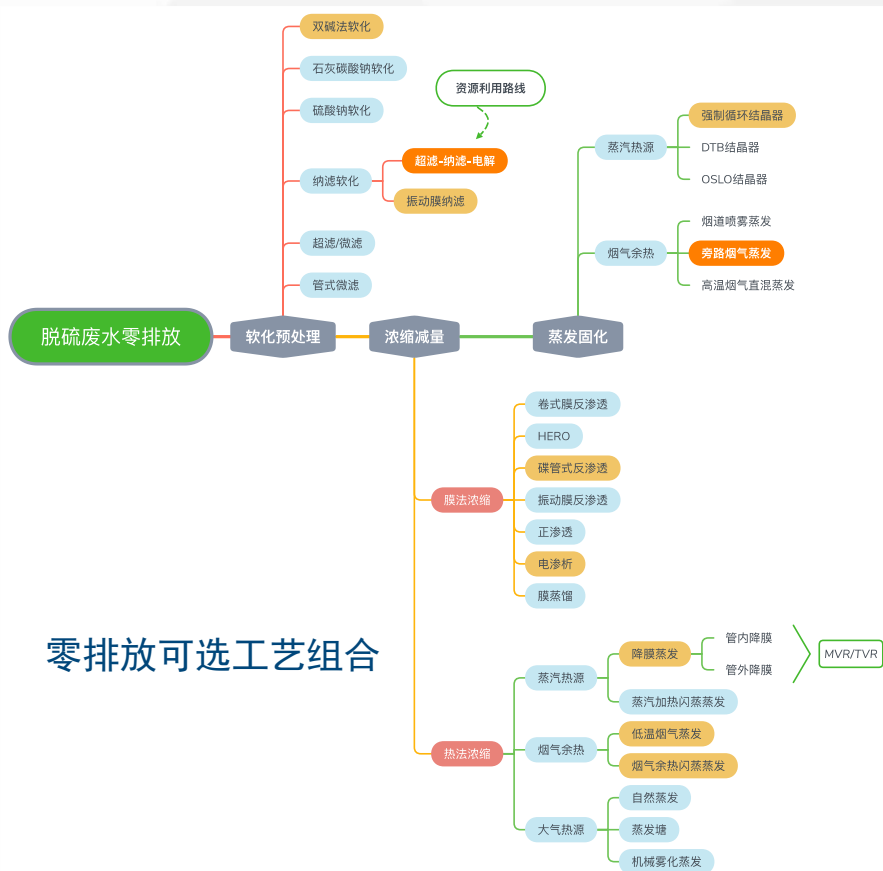 双碱法软化
石灰碳酸钠软化
硫酸钠软化
资源利用路线
纳滤软化
超滤-纳滤-电解
振动膜纳滤
超滤/微滤
管式微滤
强制循环结晶器
蒸汽热源
DTB结晶器
OSLO结晶器
烟道喷雾蒸发
烟气余热
旁路烟气蒸发
高温烟气直混蒸发
脱硫废水零排放
软化预处理
浓缩减量
蒸发固化
卷式膜反渗透
HERO
碟管式反渗透
膜法浓缩
振动膜反渗透
正渗透
电渗析
膜蒸馏
零排放可选工艺组合
蒸汽热源
降膜蒸发
管内降膜
管外降膜
MVR/TVR
蒸汽加热闪蒸蒸发
热法浓缩
烟气余热
低温烟气蒸发
烟气余热闪蒸蒸发
大气热源
自然蒸发
蒸发塘
机械雾化蒸发